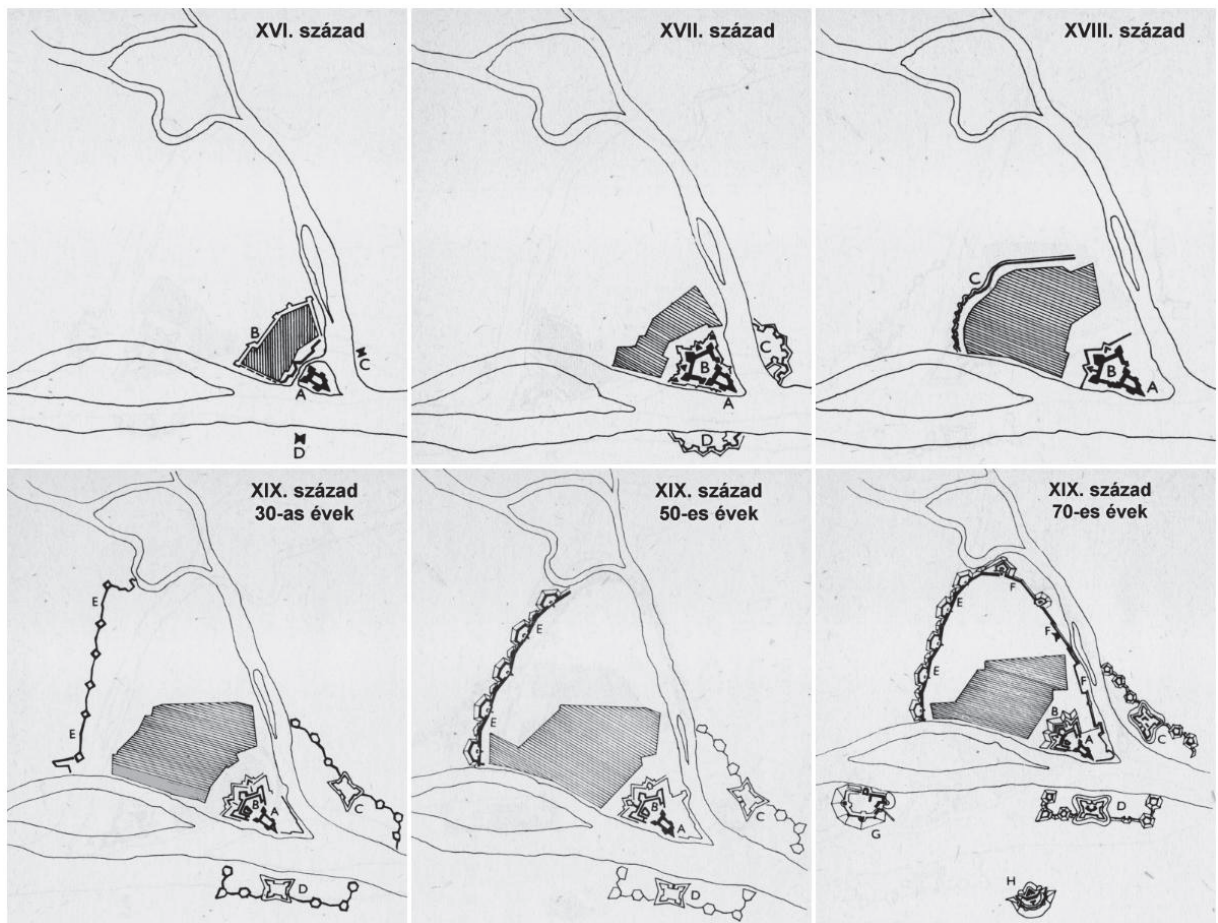 XVI. század
B
C
A
D
XVII. század
C
B
A
D
XVIII. század
C
B
A
XIX. század
30-as évek
E
E
B
A
C
D
XIX. század
50-es évek
E
E
B
A
C
D
XIX. század
70-es évek
E
F
F
E
F
B
A
C
D
G
H